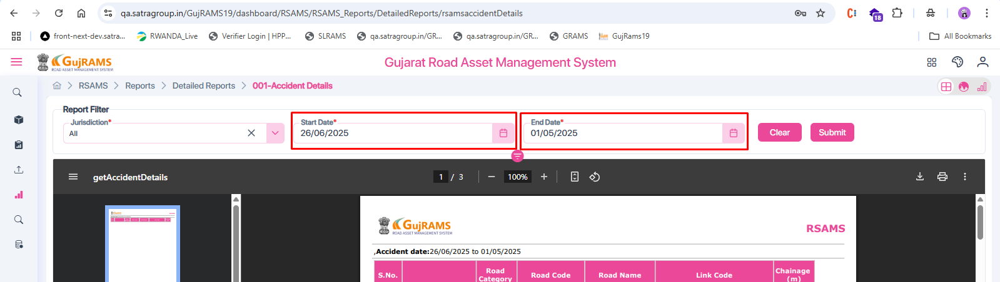 qa.satragroup.in/GujRAMS19/dashboard/RSAMS/RSAMS_Reports/DetailedReports/rsamsaccidentDetails
18
front-next-dev.satra...
RWANDA_Live
Verifier Login | HPP...
SLRAMS
qa.satragroup.in/GR...
qa.satragroup.in/GR...
GRAMS
GujRams19
All Bookmarks
GujRAMS
ROAD ASSET MANAGEMENT SYSTEM
Gujarat Road Asset Management System
RSAMS
Reports
Detailed Reports
001-Accident Details
Report Filter
Jurisdiction*
All
Start Date*
26/06/2025
End Date*
01/05/2025
Clear
Submit
getAccidentDetails
1 / 3
100%
GujRAMS
ROAD ASSET MANAGEMENT SYSTEM
RSAMS
,Accident date:26/06/2025 to 01/05/2025
S.No.
Road Category
Road Code
Road Name
Link Code
Chainage (m)